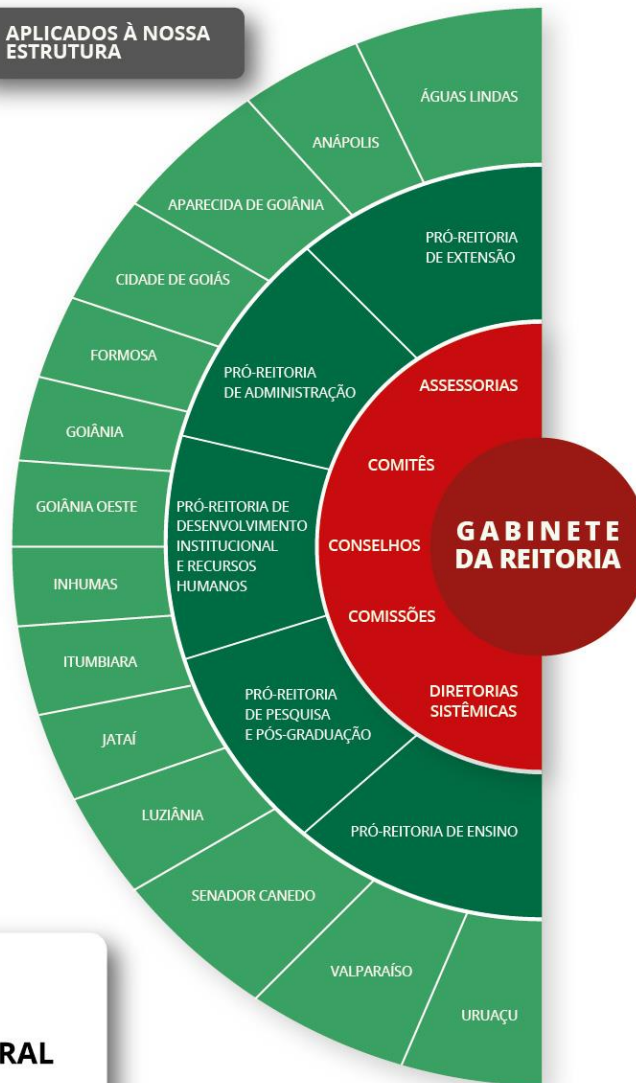 APLICADOS À NOSSA
ESTRUTURA
ÁGUAS LINDAS
ANÁPOLIS
APARECIDA DE GOIÂNIA
CIDADE DE GOIÁS
FORMOSA
GOIÂNIA
GOIÂNIA OESTE
INHUMAS
ITUMBIARA
JATAÍ
LUZIÂNIA
SENADOR CANEDO
VALPARAÍSO
URUAÇU
PRÓ-REITORIA
DE EXTENSÃO
PRÓ-REITORIA
DE ADMINISTRAÇÃO
PRÓ-REITORIA DE
DESENVOLVIMENTO
INSTITUCIONAL
E RECURSOS
HUMANOS
PRÓ-REITORIA
DE PESQUISA
E PÓS-GRADUAÇÃO
PRÓ-REITORIA DE ENSINO
ASSESSORIAS
COMITÊS
CONSELHOS
COMISSÕES
DIRETORIAS
SISTÊMICAS
GABINETE
DA REITORIA
RAL